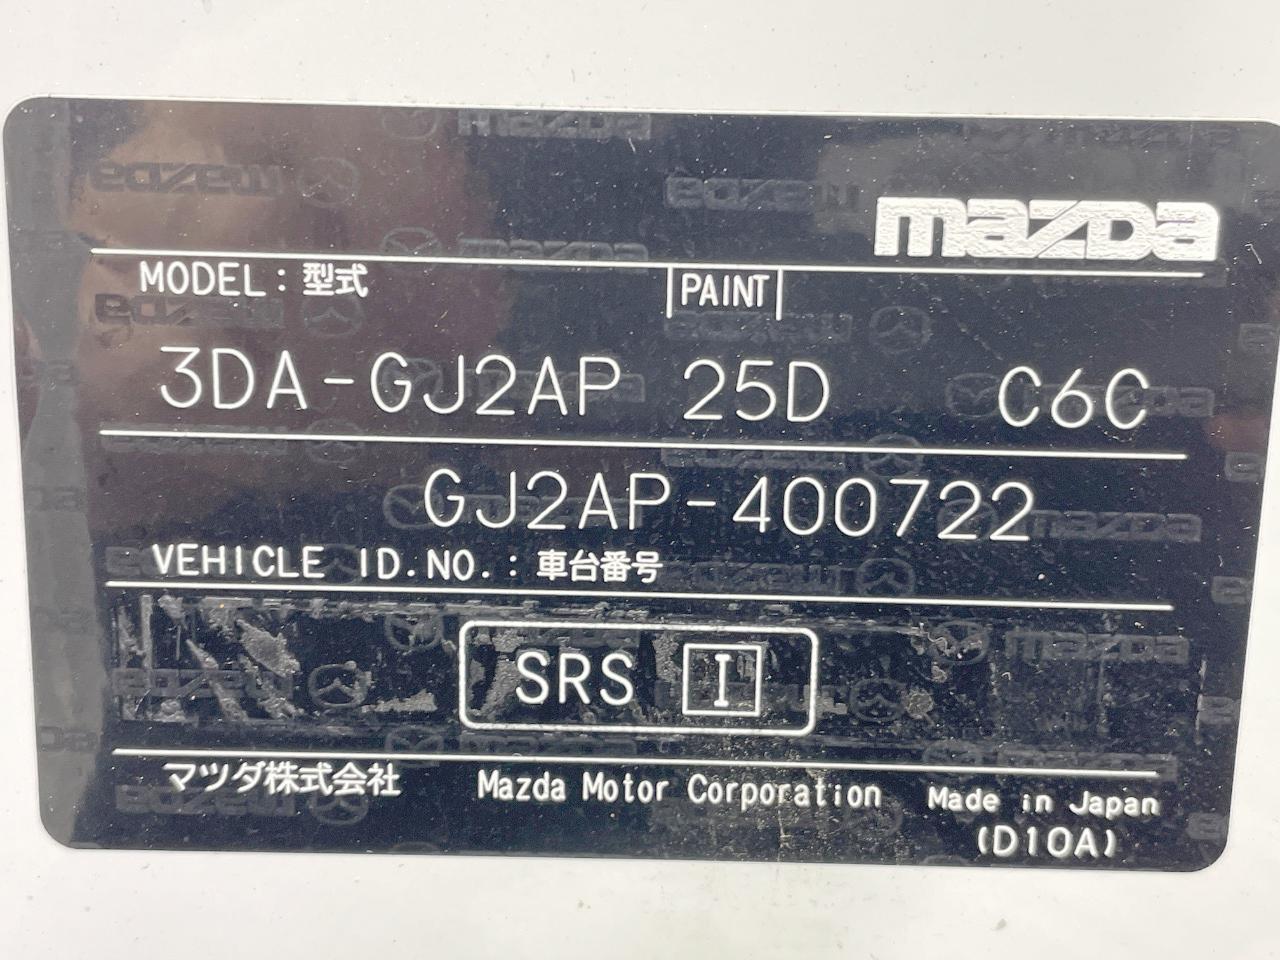 mazda
MODEL : 型式 PAINT
3DA-GJ2AP 25D C6C
GJ2AP-400722
VEHICLE ID.NO. : 車台番号
SRS I
マツダ株式会社 Mazda Motor Corporation Made in Japan
(D10A)